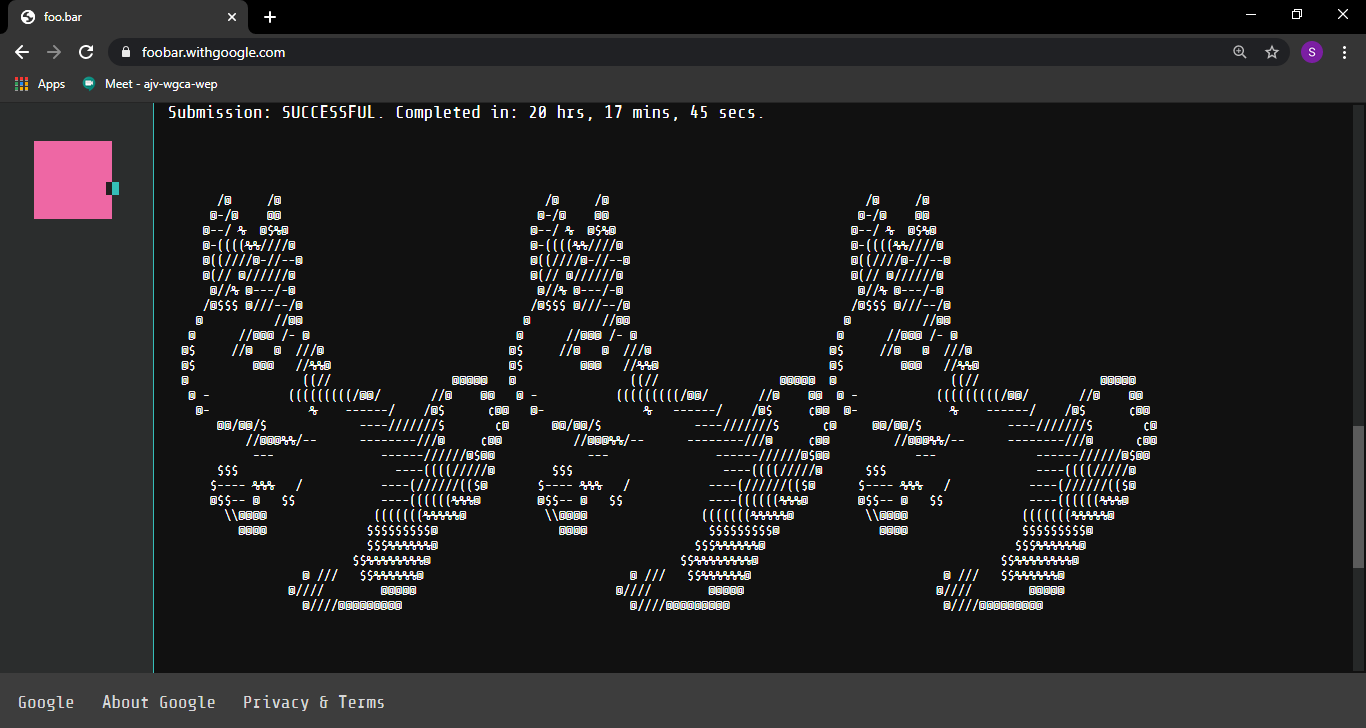 foo.bar
foobar.withgoogle.com
S
Apps
Meet - ajv-wgca-wep
Submission: SUCCESSFUL. Completed in: 20 hrs, 17 mins, 45 secs.
Google
About Google
Privacy & Terms